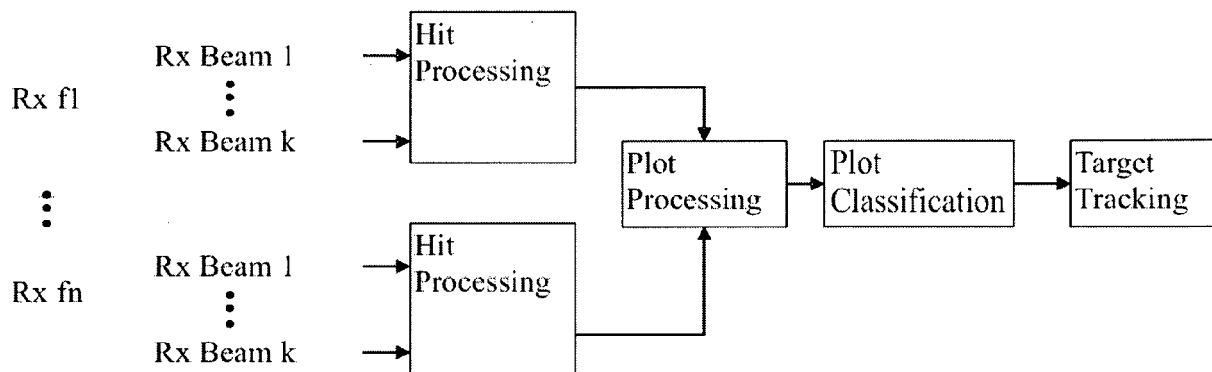 Rx f1
Rx Beam 1
Rx Beam k
Hit
Processing
Rx fn
Rx Beam 1
Rx Beam k
Hit
Processing
Plot
Processing
Plot
Classification
Target
Tracking